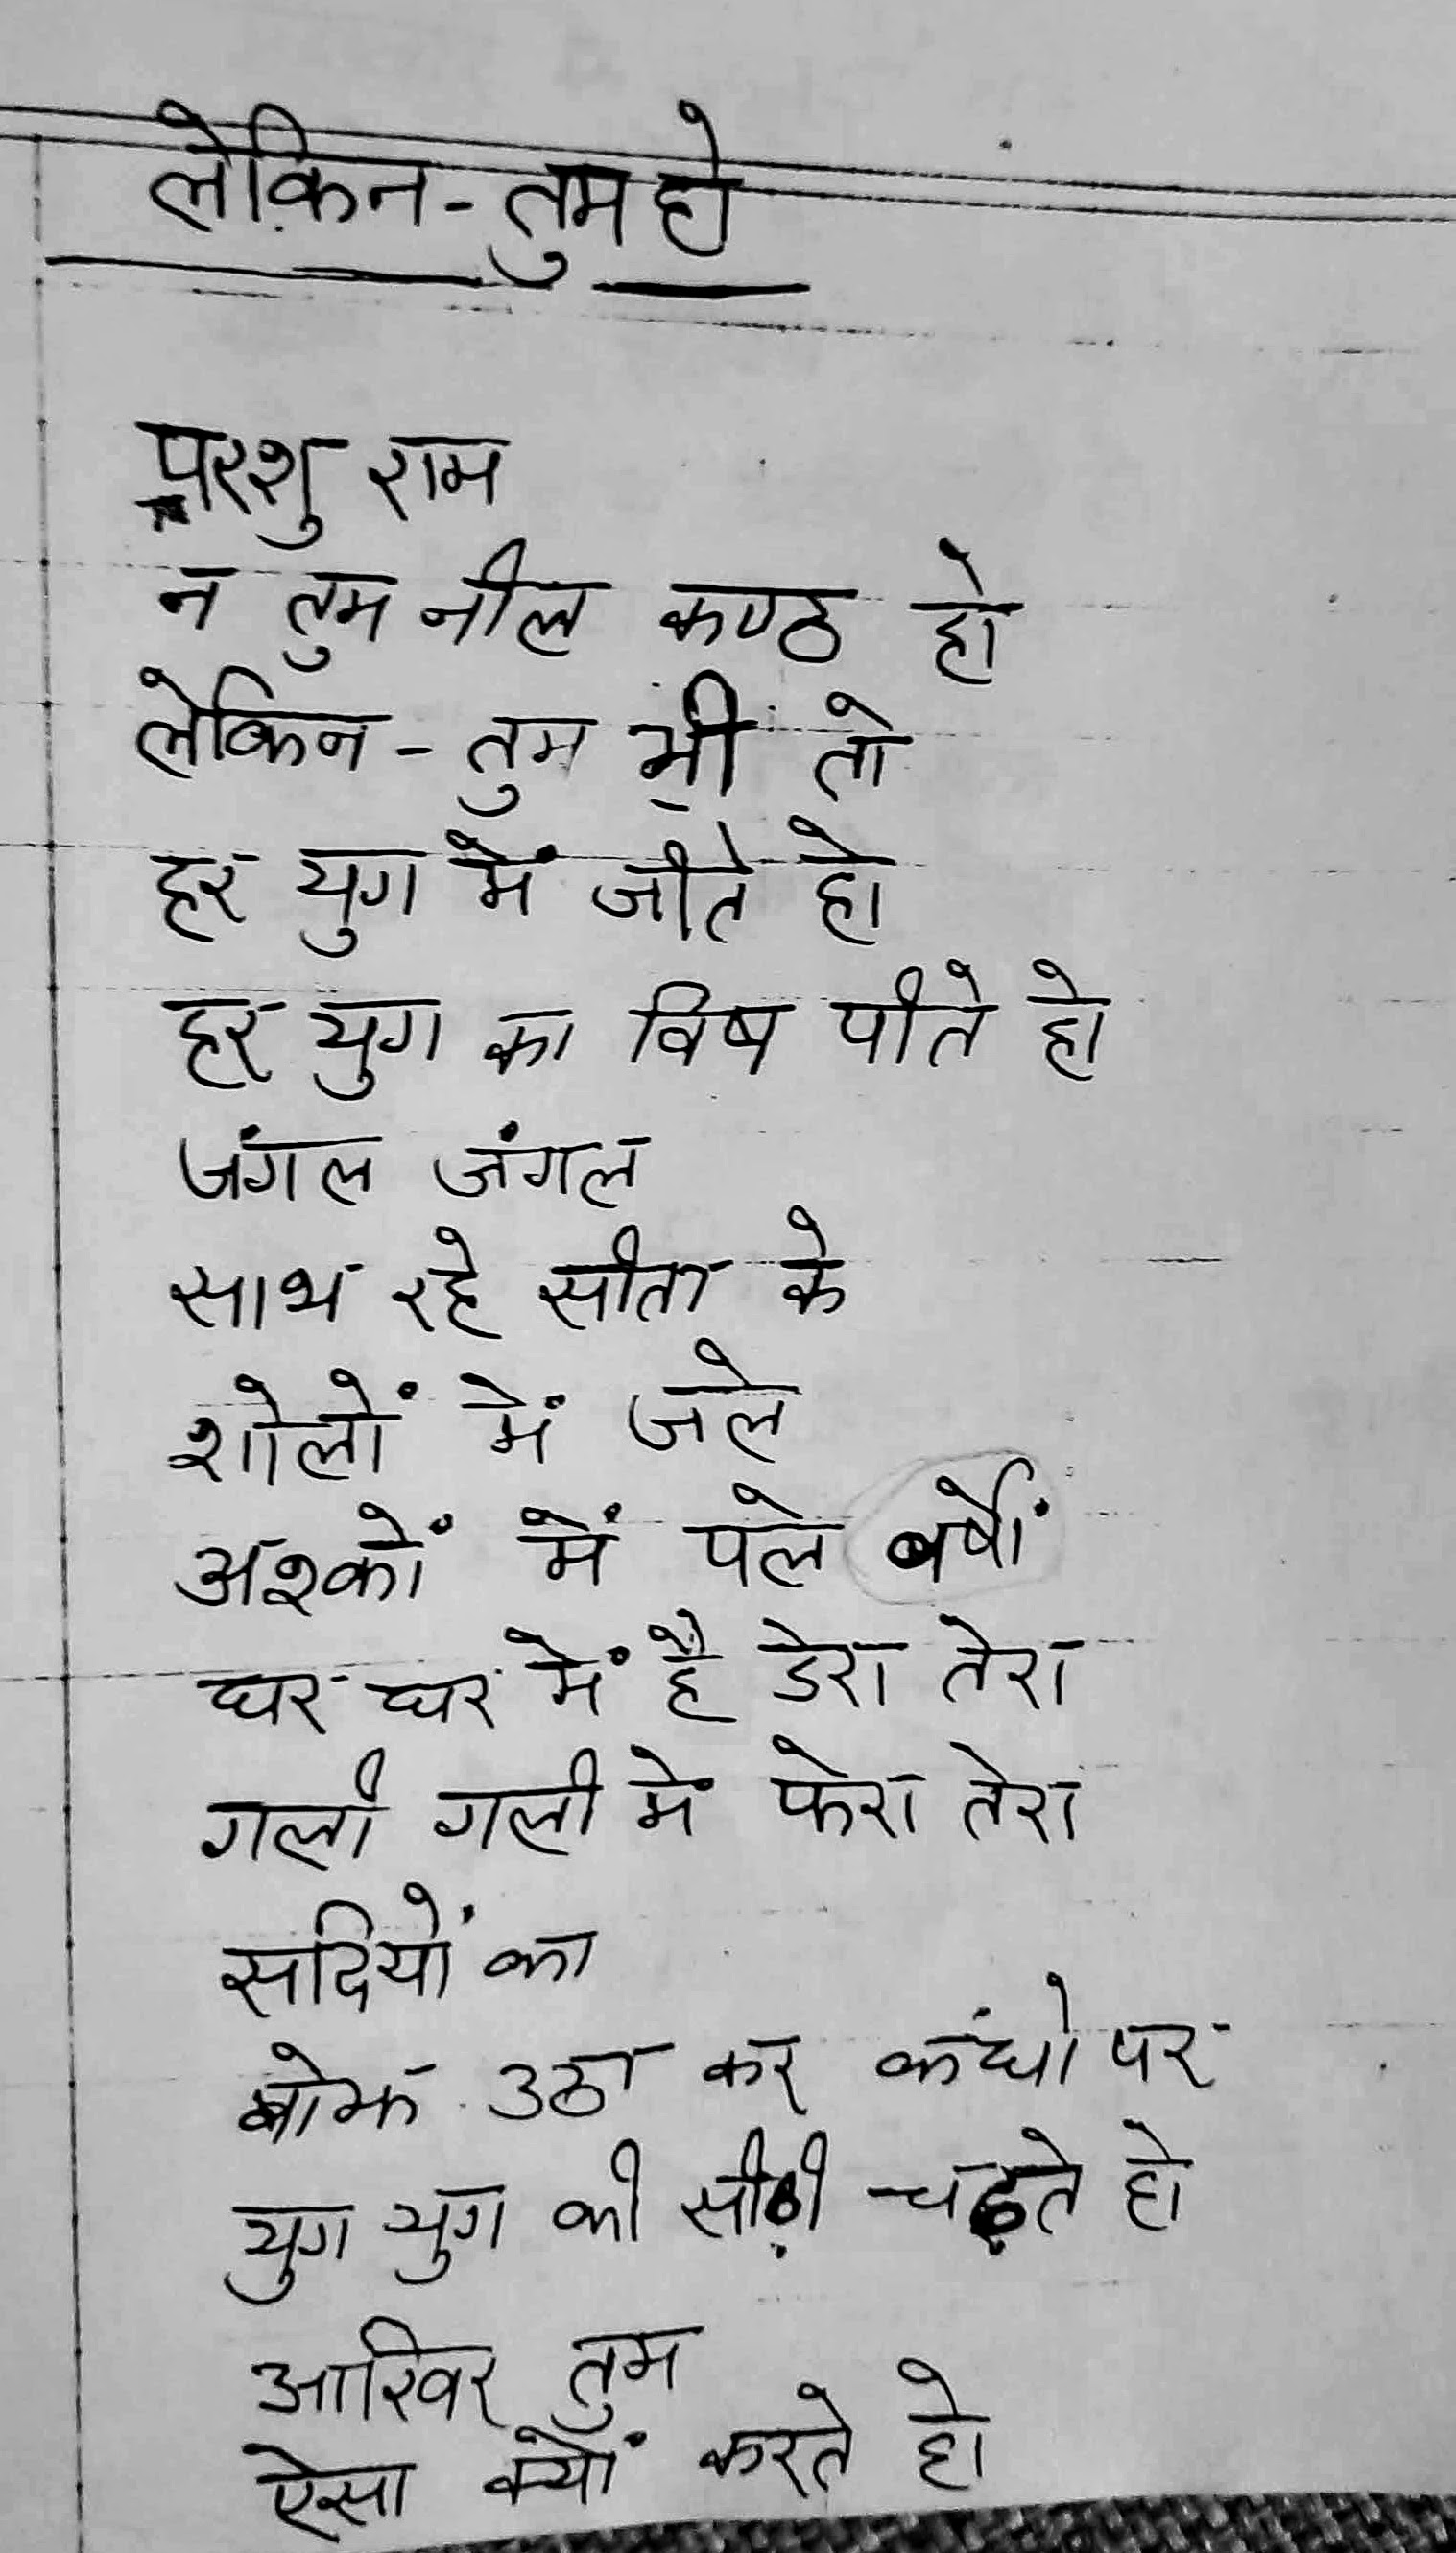 लेकिन - तुम हो
परशु राम
न तुम नील कण्ठ हो
लेकिन - तुम भी तो
हर युग में जीते हो
हर युग का विष पीते हो
जंगल जंगल
साथ रहे सीता के
शोलों में जले
अश्कों में पले बर्षों
घर घर में है डेरा तेरा
गली गली में फेरा तेरा
सदियों का
बोझ उठा कर कंधो पर
युग युग की सीढ़ी चढ़ते हो
आखिर तुम
ऐसा क्यों करते हो